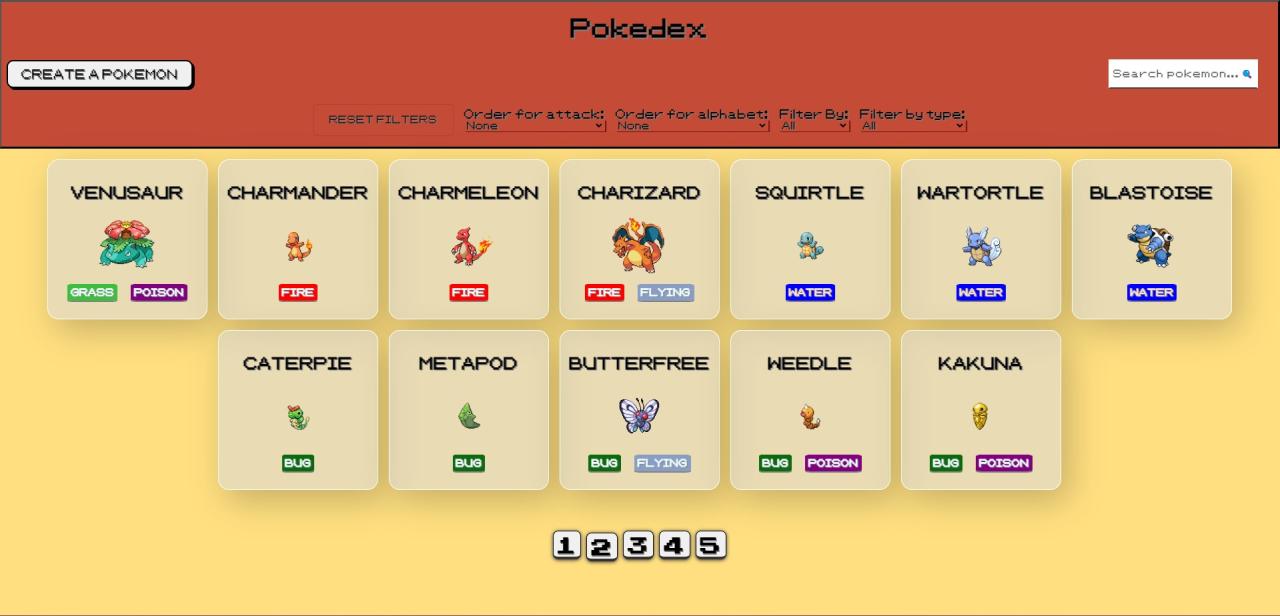 Pokedex
CREATE A POKEMON
Search pokemon...
RESET FILTERS
Order for attack: Order for alphabet: Filter By: Filter by type:
None None All All
VENUSAUR CHARMANDER CHARMELEON CHARIZARD SQUIRTLE WARTORTLE BLASTOISE
GRASS POISON FIRE FIRE FIRE FLYING WATER WATER WATER
CATERPIE METAPOD BUTTERFREE WEEDLE KAKUNA
BUG BUG BUG FLYING BUG POISON BUG POISON
1 2 3 4 5